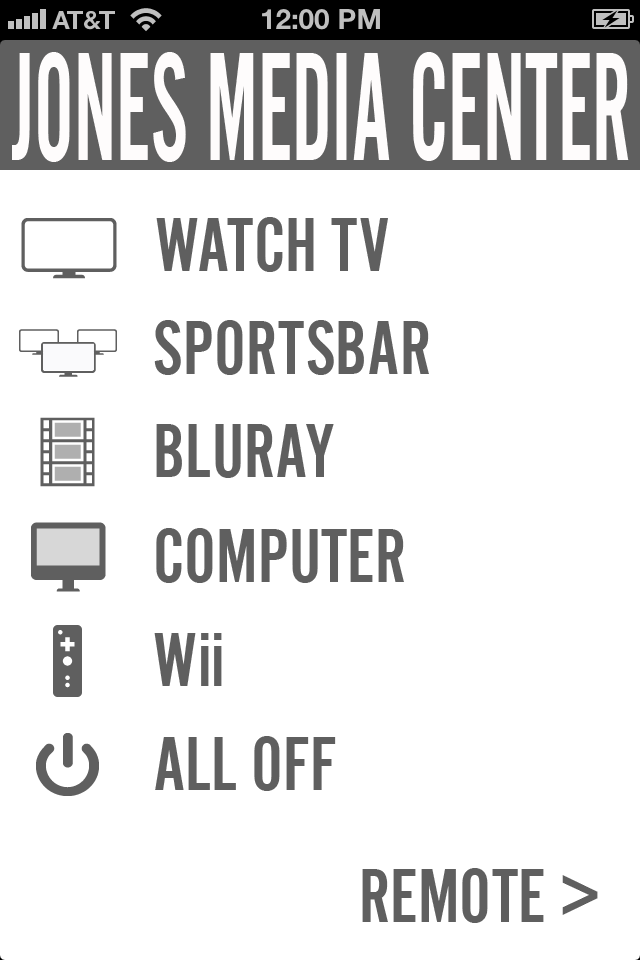 AT&T 12:00 PM
JONES MEDIA CENTER
WATCH TV
SPORTSBAR
BLURAY
COMPUTER
Wii
ALL OFF
REMOTE >